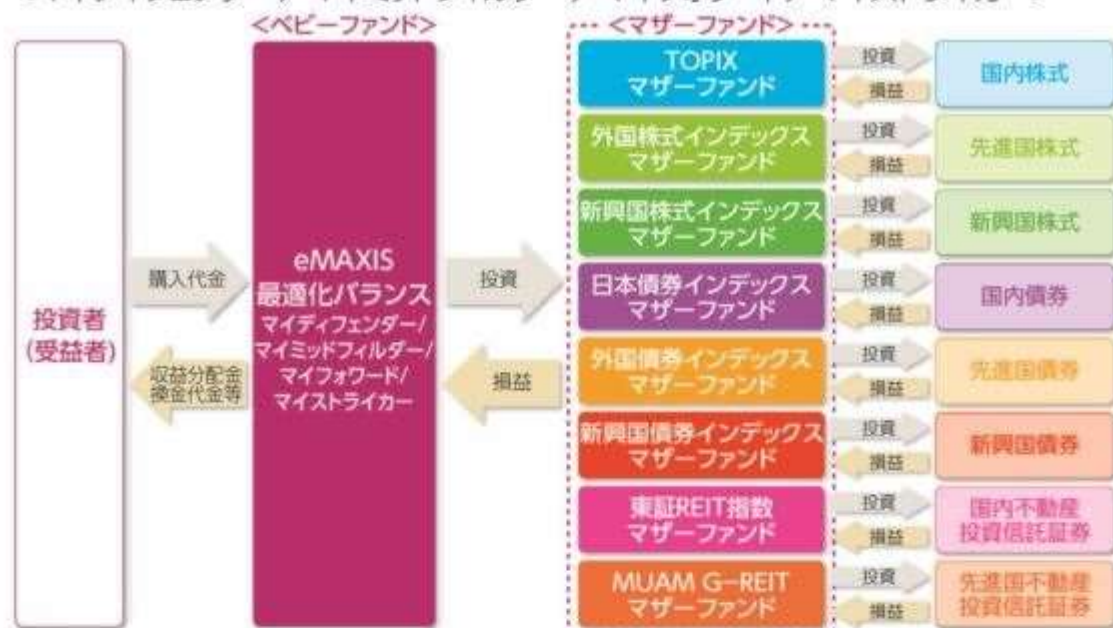 <ベビーファンド>
<マザーファンド>
投資者
(受益者)
購入代金
収益分配金
換金代金等
eMAXIS
最適化バランス
マイディフェンダー/
マイミッドフィルダー/
マイフォワード/
マイストライカー
投資
損益
TOPIX
マザーファンド
投資
損益
国内株式
外国株式インデックス
マザーファンド
投資
損益
先進国株式
新興国株式インデックス
マザーファンド
投資
損益
新興国株式
日本債券インデックス
マザーファンド
投資
損益
国内債券
外国債券インデックス
マザーファンド
投資
損益
先進国債券
新興国債券インデックス
マザーファンド
投資
損益
新興国債券
東証REIT指数
マザーファンド
投資
損益
国内不動産
投資信託証券
MUAM G-REIT
マザーファンド
投資
損益
先進国不動産
投資信託証券